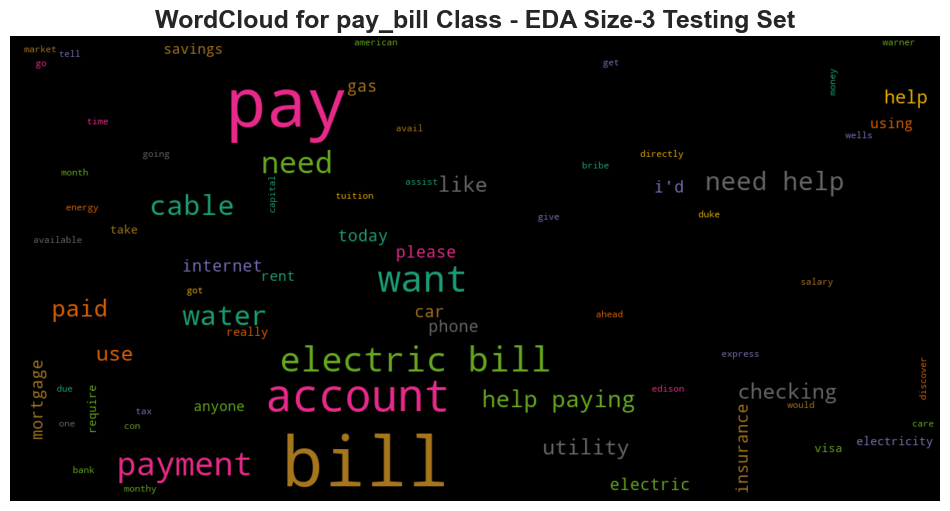 WordCloud for pay_bill Class - EDA Size-3 Testing Set
market
go
tell
savings
american
get
warner
pay
gas
money
help
time
avail
using
wells
going
need
directly
bribe
month
capital
assist
like
tuition
i'd
need help
energy
cable
give
duke
available
take
today
please
internet
rent
want
salary
got
paid
water
car
phone
really
ahead
use
electric bill
express
mortgage
due
require
account
help paying
edison
checking
discover
anyone
tax
one
con
would
care
insurance
bill
utility
visa
electricity
bank
payment
monthy
electric